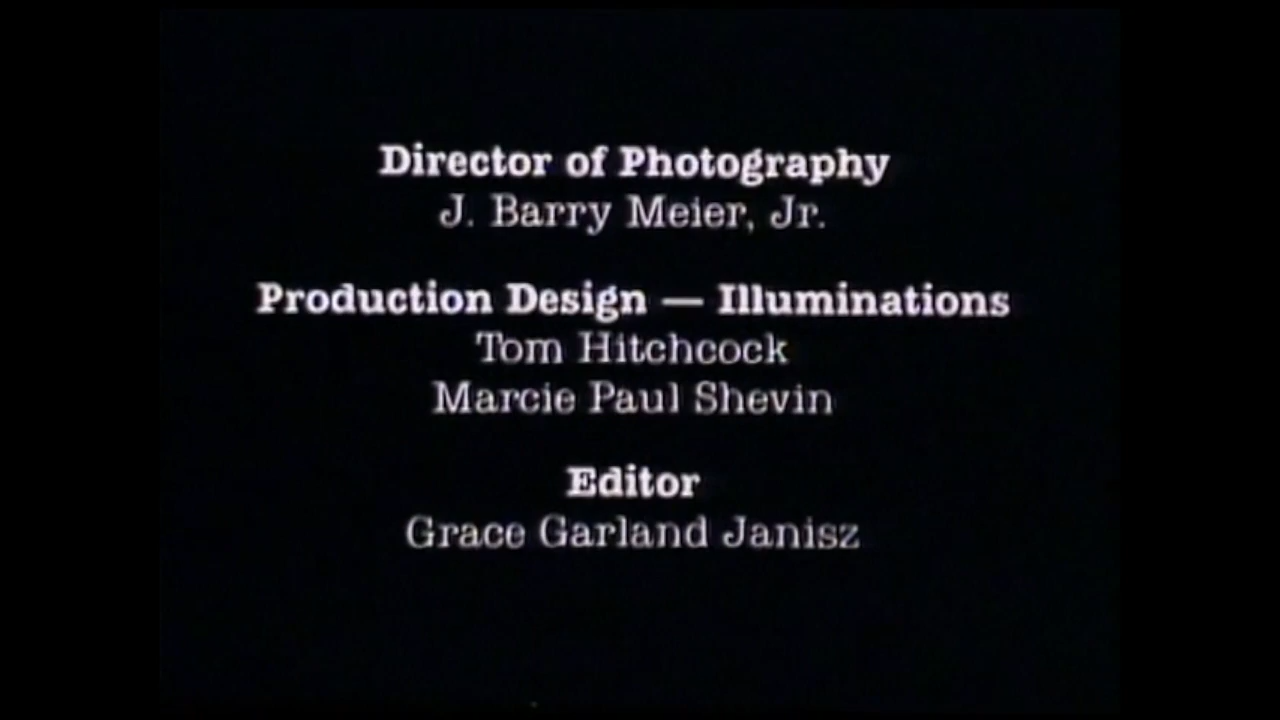 Director of Photography
J. Barry Meier, Jr.
Production Design — Illuminations
Tom Hitchcock
Marcie Paul Shevin
Editor
Grace Garland Janisz